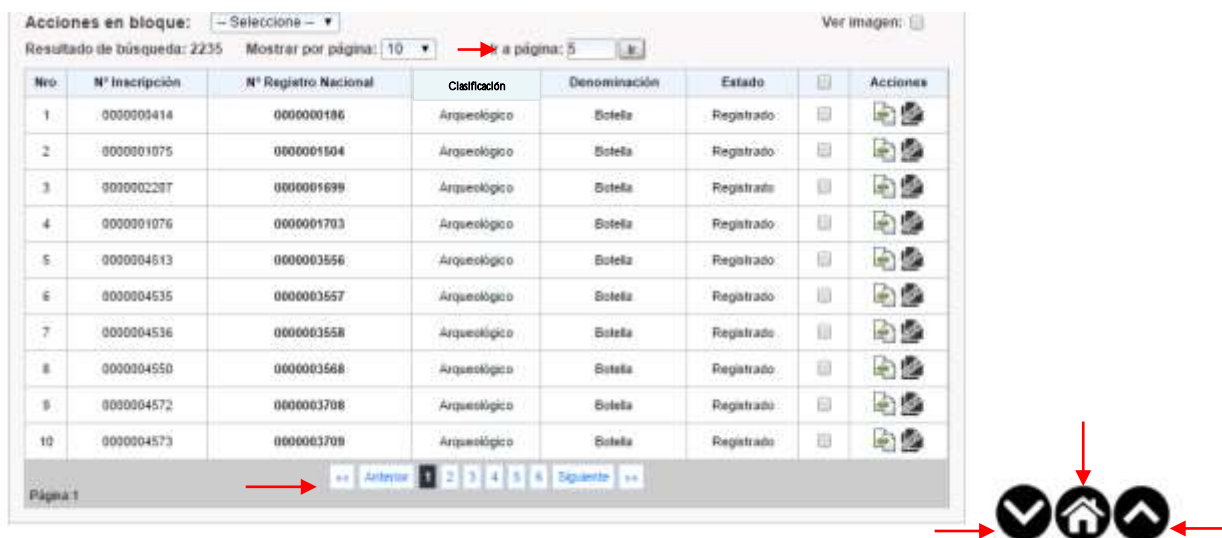 Acciones en bloque: -- Seleccione -- Ver imagen:
Resultado de búsqueda: 2235 Mostrar por página: 10 Ir a página: 5 Ir
Nro Nº Inscripción Nº Registro Nacional Clasificación Denominación Estado Acciones
1 0000000414 0000000186 Arqueológico Botella Registrado
2 0000001075 0000001504 Arqueológico Botella Registrado
3 0000002207 0000001699 Arqueológico Botella Registrado
4 0000001076 0000001703 Arqueológico Botella Registrado
5 0000004513 0000003556 Arqueológico Botella Registrado
6 0000004535 0000003557 Arqueológico Botella Registrado
7 0000004536 0000003558 Arqueológico Botella Registrado
8 0000004550 0000003568 Arqueológico Botella Registrado
9 0000004572 0000003708 Arqueológico Botella Registrado
10 0000004573 0000003709 Arqueológico Botella Registrado
<< Anterior 1 2 3 4 5 6 Siguiente >>
Página:1